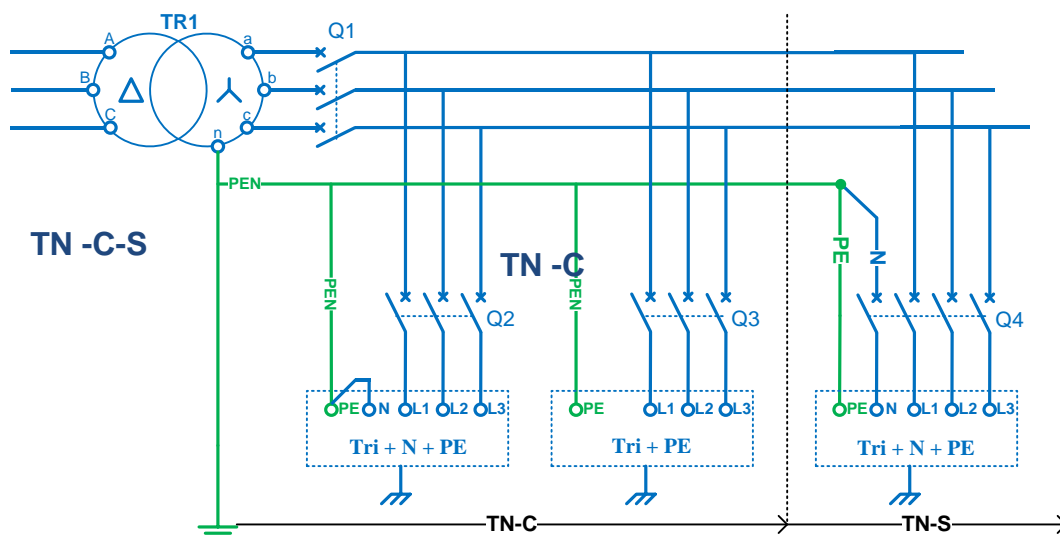 TR1
Q1
A
a
B
b
C
c
n
PEN
TN -C-S
TN -C
PEN
PEN
PE
N
Q2
Q3
Q4
PE
N
L1
L2
L3
PE
L1
L2
L3
PE
N
L1
L2
L3
Tri + N + PE
Tri + PE
Tri + N + PE
TN-C
TN-S